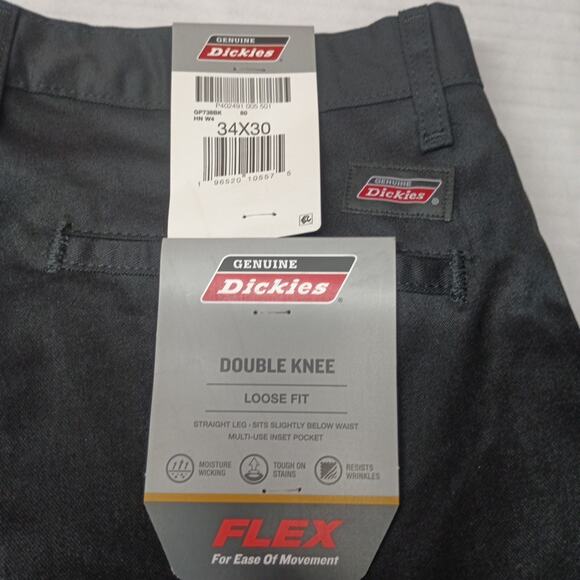 GENUINE
Dickies
P402491 005 501
GP738BK 80
HN W4
34X30
1 96520 10557 5
GENUINE
Dickies
GENUINE
Dickies
DOUBLE KNEE
LOOSE FIT
STRAIGHT LEG • SITS SLIGHTLY BELOW WAIST
MULTI-USE INSET POCKET
MOISTURE WICKING
TOUGH ON STAINS
RESISTS WRINKLES
FLEX
For Ease Of Movement